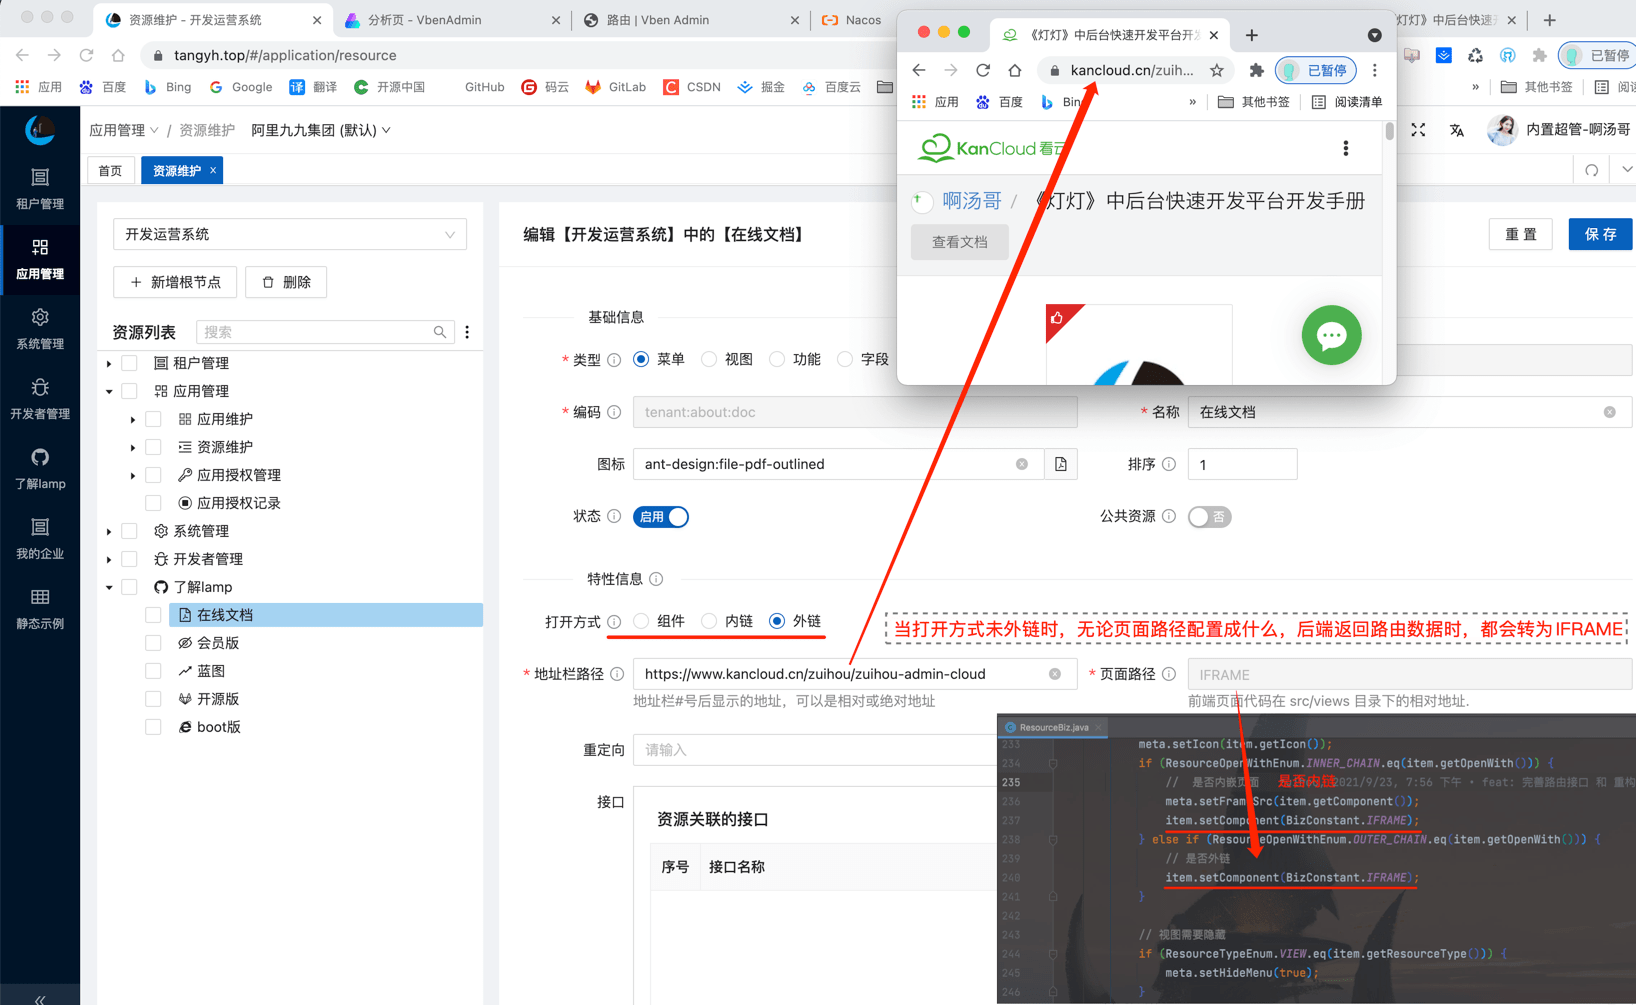 资源维护 - 开发运营系统
分析页 - VbenAdmin
路由 | Vben Admin
Nacos
灯灯》中后台快速
tangyh.top/#/application/resource
已暂停
应用
百度
Bing
Google
翻译
开源中国
GitHub
码云
GitLab
CSDN
掘金
百度云
»
其他书签
《灯灯》中后台快速开发平台开发
kancloud.cn/zuih...
已暂停
应用
百度
»
其他书签
阅读清单
KanCloud 看云
啊汤哥 / 《灯灯》中后台快速开发平台开发手册
查看文档
应用管理 / 资源维护
阿里九九集团 (默认)
内置超管-啊汤哥
首页
资源维护
租户管理
应用管理
系统管理
开发者管理
了解lamp
我的企业
静态示例
开发运营系统
+ 新增根节点
删除
资源列表
搜索
租户管理
应用管理
应用维护
资源维护
应用授权管理
应用授权记录
系统管理
开发者管理
了解lamp
在线文档
会员版
蓝图
开源版
boot版
编辑【开发运营系统】中的【在线文档】
重 置
保 存
基础信息
* 类型
菜单
视图
功能
字段
* 编码
tenant:about:doc
* 名称
在线文档
图标
ant-design:file-pdf-outlined
排序
1
状态
启用
公共资源
否
特性信息
打开方式
组件
内链
外链
当打开方式未外链时，无论页面路径配置成什么，后端返回路由数据时，都会转为IFRAME
* 地址栏路径
https://www.kancloud.cn/zuihou/zuihou-admin-cloud
地址栏#号后显示的地址，可以是相对或绝对地址
* 页面路径
IFRAME
前端页面代码在 src/views 目录下的相对地址.
重定向
请输入
接口
资源关联的接口
序号
接口名称
ResourceBiz.java
233 meta.setIcon(item.getIcon());
234 if (ResourceOpenWithEnum.INNER_CHAIN.eq(item.getOpenWith())) {
235 // 是否内嵌页面
是否内链
2021/9/23, 7:56 下午 • feat: 完善路由接口 和 重构
236 meta.setFrameSrc(item.getComponent());
237 item.setComponent(BizConstant.IFRAME);
238 } else if (ResourceOpenWithEnum.OUTER_CHAIN.eq(item.getOpenWith())) {
239 // 是否外链
240 item.setComponent(BizConstant.IFRAME);
241 }
242
243 // 视图需要隐藏
244 if (ResourceTypeEnum.VIEW.eq(item.getResourceType())) {
245 meta.setHideMenu(true);
246 }